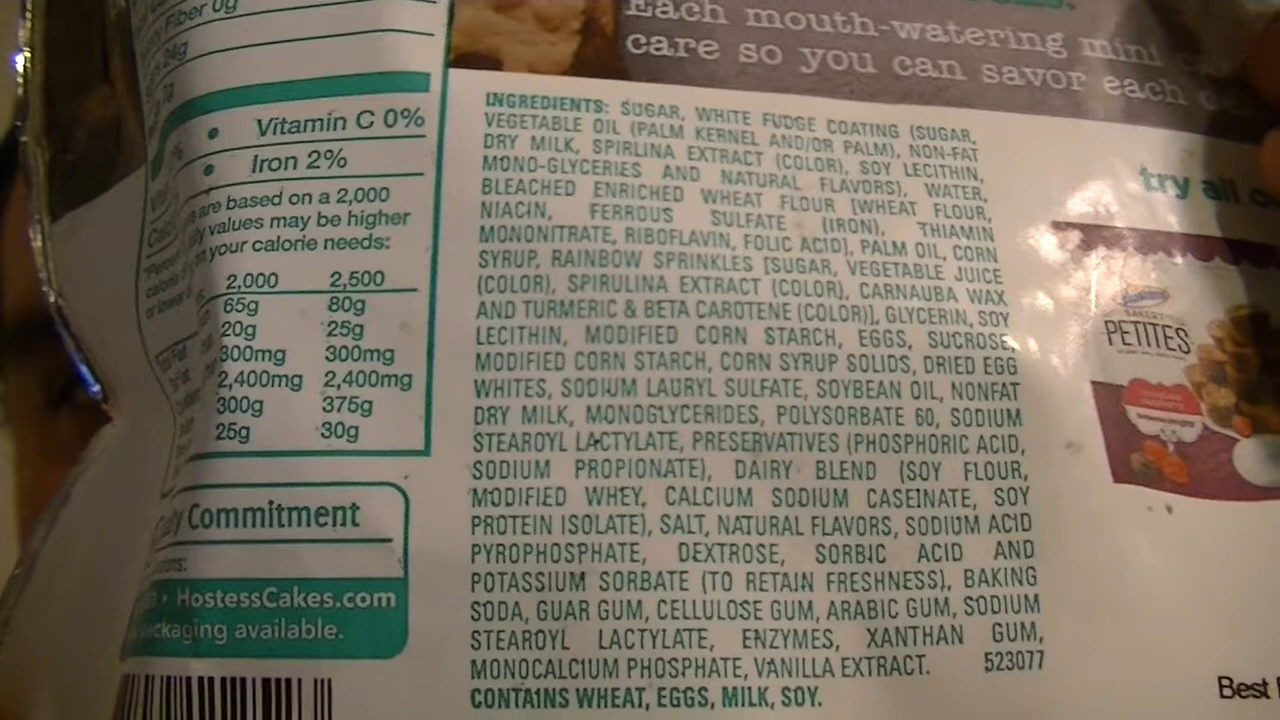 Fiber 0g
24g
Each mouth-watering mini
care so you can savor each
Vitamin C 0%
Iron 2%
are based on a 2,000
values may be higher
your calorie needs:
2,000 2,500
65g 80g
20g 25g
300mg 300mg
2,400mg 2,400mg
300g 375g
25g 30g
Commitment
HostessCakes.com
packaging available.
INGREDIENTS: SUGAR, WHITE FUDGE COATING (SUGAR,
VEGETABLE OIL (PALM KERNEL AND/OR PALM), NON-FAT
DRY MILK, SPIRLINA EXTRACT (COLOR), SOY LECITHIN,
MONO-GLYCERIES AND NATURAL FLAVORS), WATER,
BLEACHED ENRICHED WHEAT FLOUR [WHEAT FLOUR,
NIACIN, FERROUS SULFATE (IRON), THIAMIN
MONONITRATE, RIBOFLAVIN, FOLIC ACID], PALM OIL, CORN
SYRUP, RAINBOW SPRINKLES [SUGAR, VEGETABLE JUICE
(COLOR), SPIRULINA EXTRACT (COLOR), CARNAUBA WAX
AND TURMERIC & BETA CAROTENE (COLOR)], GLYCERIN, SOY
LECITHIN, MODIFIED CORN STARCH, EGGS, SUCROSE,
MODIFIED CORN STARCH, CORN SYRUP SOLIDS, DRIED EGG
WHITES, SODIUM LAURYL SULFATE, SOYBEAN OIL, NONFAT
DRY MILK, MONOGLYCERIDES, POLYSORBATE 60, SODIUM
STEAROYL LACTYLATE, PRESERVATIVES (PHOSPHORIC ACID,
SODIUM PROPIONATE), DAIRY BLEND (SOY FLOUR,
MODIFIED WHEY, CALCIUM SODIUM CASEINATE, SOY
PROTEIN ISOLATE), SALT, NATURAL FLAVORS, SODIUM ACID
PYROPHOSPHATE, DEXTROSE, SORBIC ACID AND
POTASSIUM SORBATE (TO RETAIN FRESHNESS), BAKING
SODA, GUAR GUM, CELLULOSE GUM, ARABIC GUM, SODIUM
STEAROYL LACTYLATE, ENZYMES, XANTHAN GUM,
MONOCALCIUM PHOSPHATE, VANILLA EXTRACT. 523077
CONTAINS WHEAT, EGGS, MILK, SOY.
try all
Hostess
BAKERY
PETITES
Best